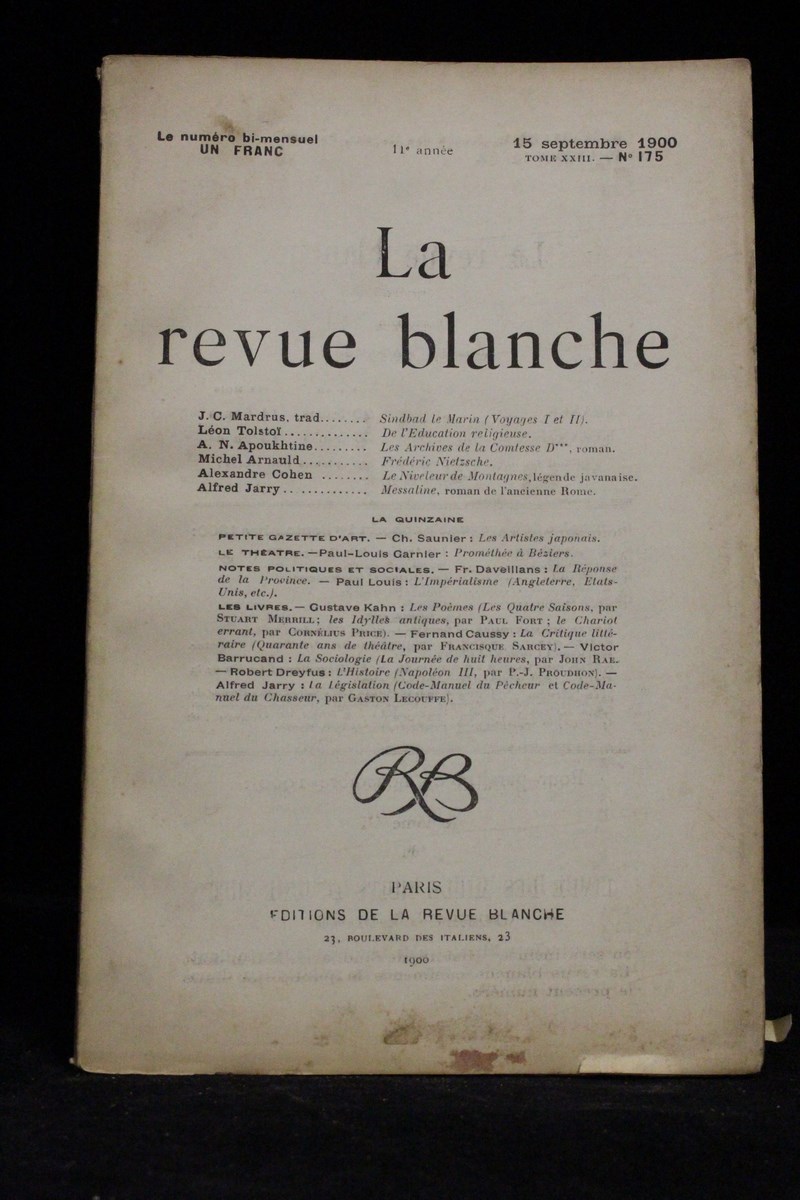 Le numéro bi-mensuel
UN FRANC
11e année
15 septembre 1900
TOME XXIII. — No 175
La
revue blanche
J. C. Mardrus, trad........ Sindbad le Marin (Voyages I et II).
Léon Tolstoï.............. De l'Education religieuse.
A. N. Apoukhtine......... Les Archives de la Comtesse D***, roman.
Michel Arnauld........... Frédéric Nietzsche.
Alexandre Cohen ........ Le Niveleur de Montagnes, légende javanaise.
Alfred Jarry.. ............ Messaline, roman de l'ancienne Rome.
LA QUINZAINE
PETITE GAZETTE D'ART. — Ch. Saunier : Les Artistes japonais.
LE THÉATRE. — Paul-Louis Garnier : Prométhée à Béziers.
NOTES POLITIQUES ET SOCIALES. — Fr. Daveillans : La Réponse
de la Province. — Paul Louis : L'Impérialisme (Angleterre, Etats-
Unis, etc.).
LES LIVRES. — Gustave Kahn : Les Poèmes (Les Quatre Saisons, par
STUART MERRILL; les Idylles antiques, par PAUL FORT ; le Chariot
errant, par CORNÉLIUS PRICE). — Fernand Caussy : La Critique litté-
raire (Quarante ans de théâtre, par FRANCISQUE SARCEY). — Victor
Barrucand : La Sociologie (La Journée de huit heures, par JOHN RAE.
— Robert Dreyfus : L'Histoire (Napoléon III, par P.-J. PROUDHON). —
Alfred Jarry : la Législation (Code-Manuel du Pêcheur et Code-Ma-
nuel du Chasseur, par GASTON LECOUFFE).
RB
PARIS
EDITIONS DE LA REVUE BLANCHE
23, BOULEVARD DES ITALIENS, 23
1900